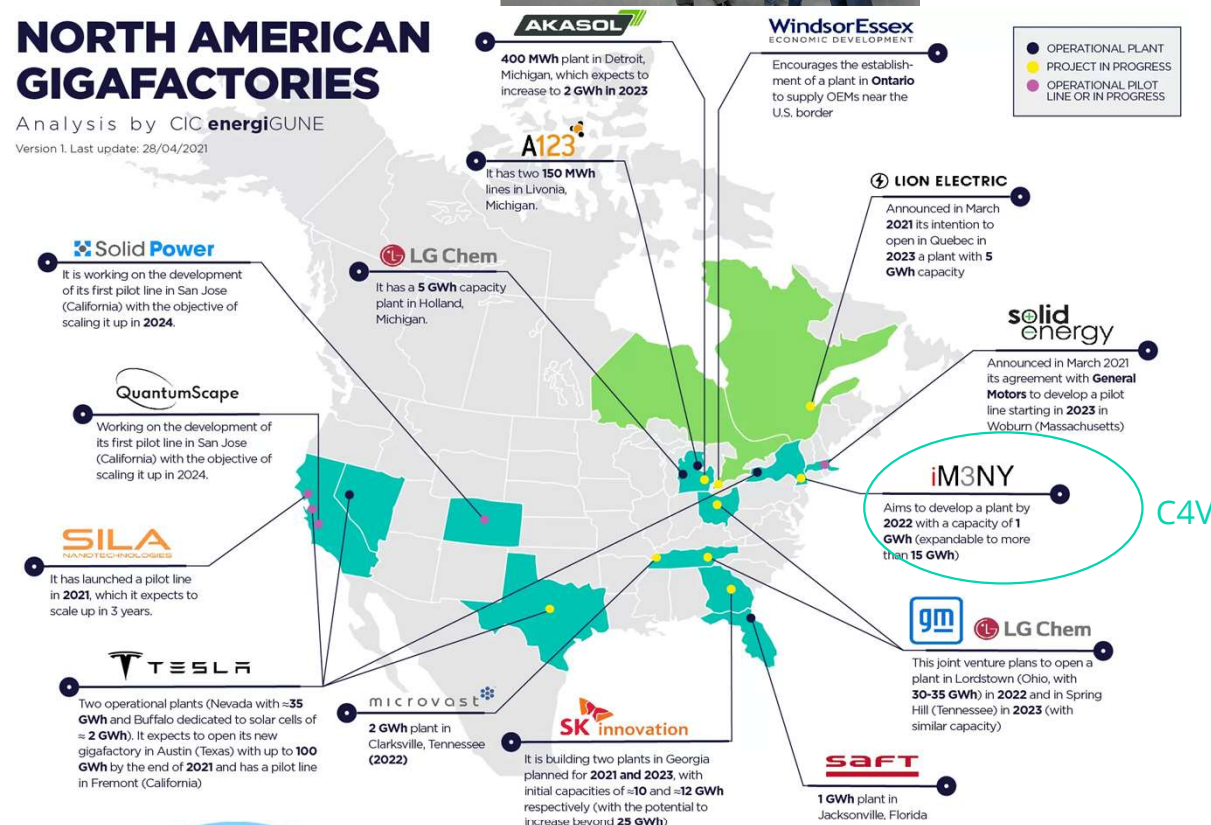 NORTH AMERICAN
GIGAFACTORIES
Analysis by CIC energiGUNE
Version 1. Last update: 28/04/2021
AKASOL
400 MWh plant in Detroit,
Michigan, which expects to
increase to 2 GWh in 2023
WindsorEssex
ECONOMIC DEVELOPMENT
Encourages the establish-
ment of a plant in Ontario
to supply OEMs near the
U.S. border
OPERATIONAL PLANT
PROJECT IN PROGRESS
OPERATIONAL PILOT
LINE OR IN PROGRESS
A123
It has two 150 MWh
lines in Livonia,
Michigan.
LION ELECTRIC
Announced in March
2021 its intention to
open in Quebec in
2023 a plant with 5
GWh capacity
Solid Power
It is working on the development
of its first pilot line in San Jose
(California) with the objective of
scaling it up in 2024.
LG Chem
It has a 5 GWh capacity
plant in Holland,
Michigan.
solid
energy
Announced in March 2021
its agreement with General
Motors to develop a pilot
line starting in 2023 in
Woburn (Massachusetts)
QuantumScape
Working on the development of
its first pilot line in San Jose
(California) with the objective of
scaling it up in 2024.
iM3NY
Aims to develop a plant by
2022 with a capacity of 1
GWh (expandable to more
than 15 GWh)
C4V
SILA
NANOTECHNOLOGIES
It has launched a pilot line
in 2021, which it expects to
scale up in 3 years.
gm LG Chem
This joint venture plans to open a
plant in Lordstown (Ohio, with
30-35 GWh) in 2022 and in Spring
Hill (Tennessee) in 2023 (with
similar capacity)
TESLA
Two operational plants (Nevada with ≈35
GWh and Buffalo dedicated to solar cells of
≈ 2 GWh). It expects to open its new
gigafactory in Austin (Texas) with up to 100
GWh by the end of 2021 and has a pilot line
in Fremont (California)
microvast
2 GWh plant in
Clarksville, Tennessee
(2022)
SK innovation
It is building two plants in Georgia
planned for 2021 and 2023, with
initial capacities of ≈10 and ≈12 GWh
respectively (with the potential to
increase beyond 25 GWh)
saft
1 GWh plant in
Jacksonville, Florida